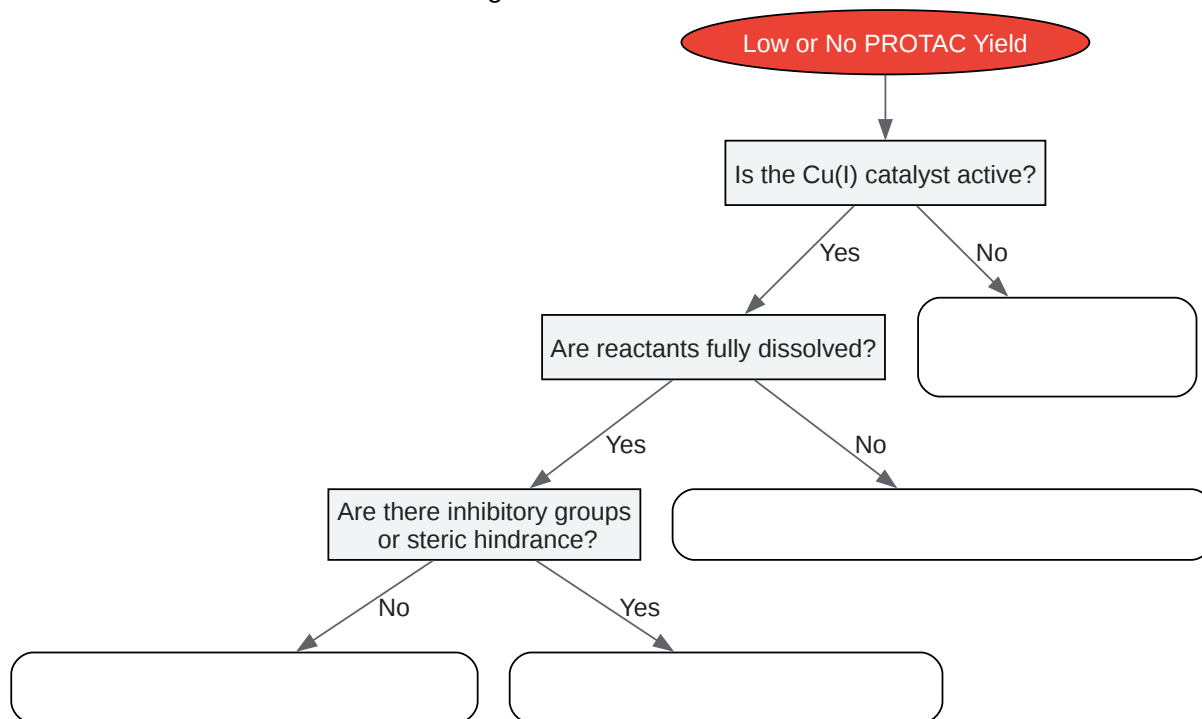 Low or No PROTAC Yield
Is the Cu(I) catalyst active?
Yes
No
Are reactants fully dissolved?
Yes
No
Are there inhibitory groups
or steric hindrance?
No
Yes